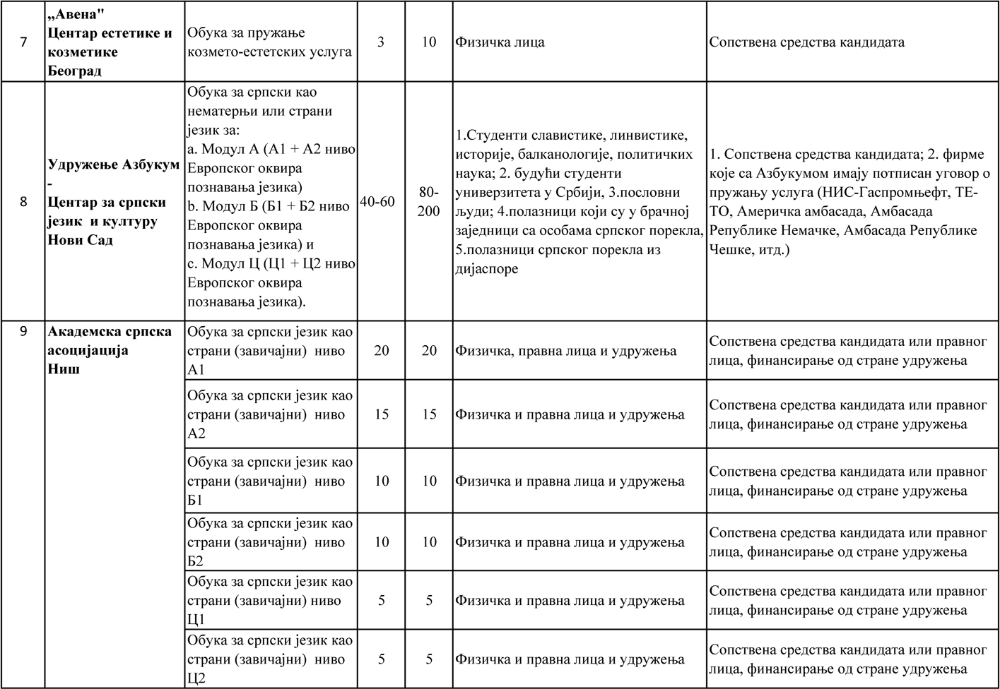 7
„Авена"
Центар естетике и
козметике
Београд
Обука за пружање
козмето-естетских услуга
3
10
Физичка лица
Сопствена средства кандидата
8
Удружење Азбукум
-
Центар за српски
језик  и културу
Нови Сад
Обука за српски као
нематерњи или страни
језик за:
a. Модул А (А1 + А2 ниво
Европског оквира
познавања језика)
b. Модул Б (Б1 + Б2 ниво
Европског оквира
познавања језика) и
c. Модул Ц (Ц1 + Ц2 ниво
Европског оквира
познавања језика).
40-60
80-
200
1.Студенти славистике, линвистике,
историје, балканологије, политичких
наука; 2. будући студенти
универзитета у Србији, 3.пословни
људи; 4.полазници који су у брачној
заједници са особама српског порекла,
5.полазници српског порекла из
дијаспоре
1. Сопствена средства кандидата; 2. фирме
које са Азбукумом имају потписан уговор о
пружању услуга (НИС-Гаспромњефт, ТЕ-
ТО, Америчка амбасада, Амбасада
Републике Немачке, Амбасада Републике
Чешке, итд.)
9
Академска српска
асоцијација
Ниш
Обука за српски језик као
страни (завичајни)  ниво
А1
20
20
Физичка, правна лица и удружења
Сопствена средства кандидата или правног
лица, финансирање од стране удружења
Обука за српски језик као
страни (завичајни)  ниво
А2
15
15
Физичка и правна лица и удружења
Сопствена средства кандидата или правног
лица, финансирање од стране удружења
Обука за српски језик као
страни (завичајни)  ниво
Б1
10
10
Физичка и правна лица и удружења
Сопствена средства кандидата или правног
лица, финансирање од стране удружења
Обука за српски језик као
страни (завичајни)  ниво
Б2
10
10
Физичка и правна лица и удружења
Сопствена средства кандидата или правног
лица, финансирање од стране удружења
Обука за српски језик као
страни (завичајни) ниво
Ц1
5
5
Физичка и правна лица и удружења
Сопствена средства кандидата или правног
лица, финансирање од стране удружења
Обука за српски језик као
страни (завичајни)  ниво
Ц2
5
5
Физичка и правна лица и удружења
Сопствена средства кандидата или правног
лица, финансирање од стране удружења